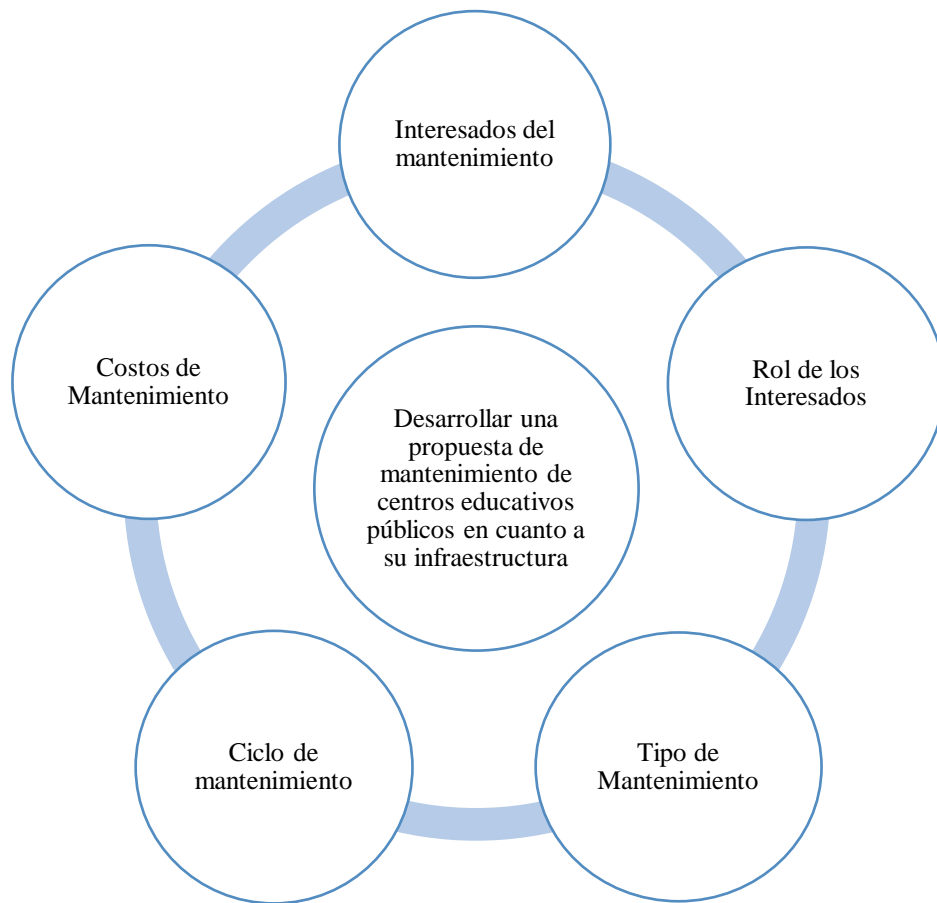 Interesados del
mantenimiento
Costos de
Mantenimiento
Desarrollar una
propuesta de
mantenimiento de
centros educativos
públicos en cuanto a
su infraestructura
Rol de los
Interesados
Ciclo de
mantenimiento
Tipo de
Mantenimiento